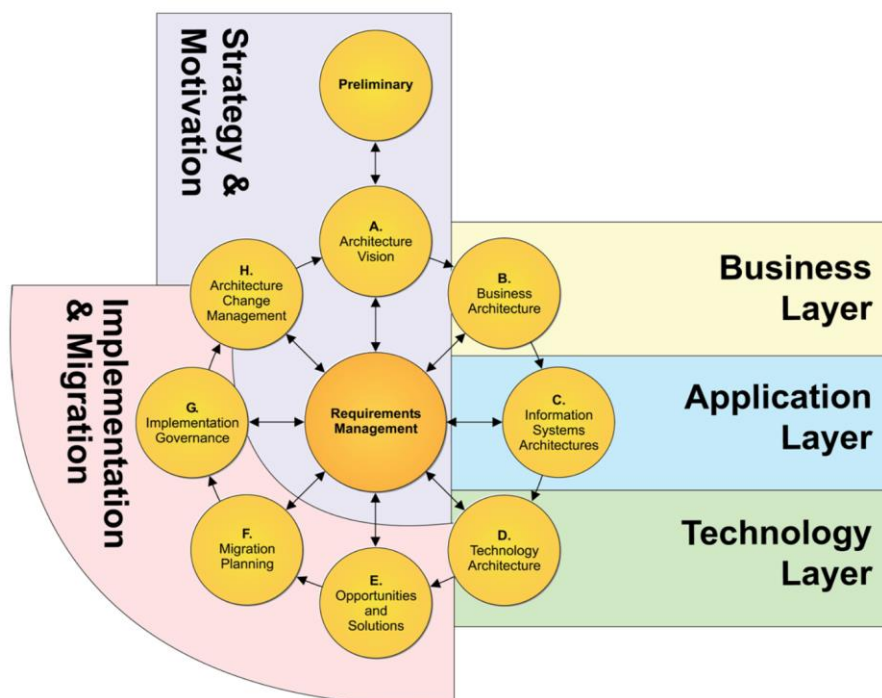 Strategy &
Motivation
Preliminary
A.
Architecture
Vision
H.
Architecture
Change
Management
B.
Business
Architecture
Business
Layer
Implementation
& Migration
G.
Implementation
Governance
Requirements
Management
C.
Information
Systems
Architectures
Application
Layer
F.
Migration
Planning
E.
Opportunities
and
Solutions
D.
Technology
Architecture
Technology
Layer